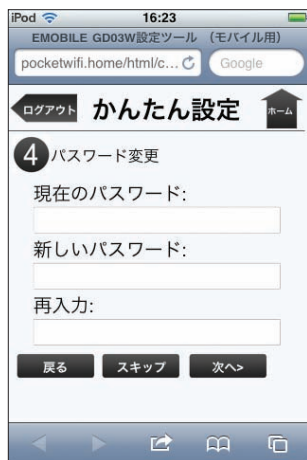 iPod 16:23
EMOBILE GD03W設定ツール (モバイル用)
pocketwifi.home/html/c... Google
ログアウト かんたん設定 ホーム
4 パスワード変更
現在のパスワード:
新しいパスワード:
再入力:
戻る スキップ 次へ>